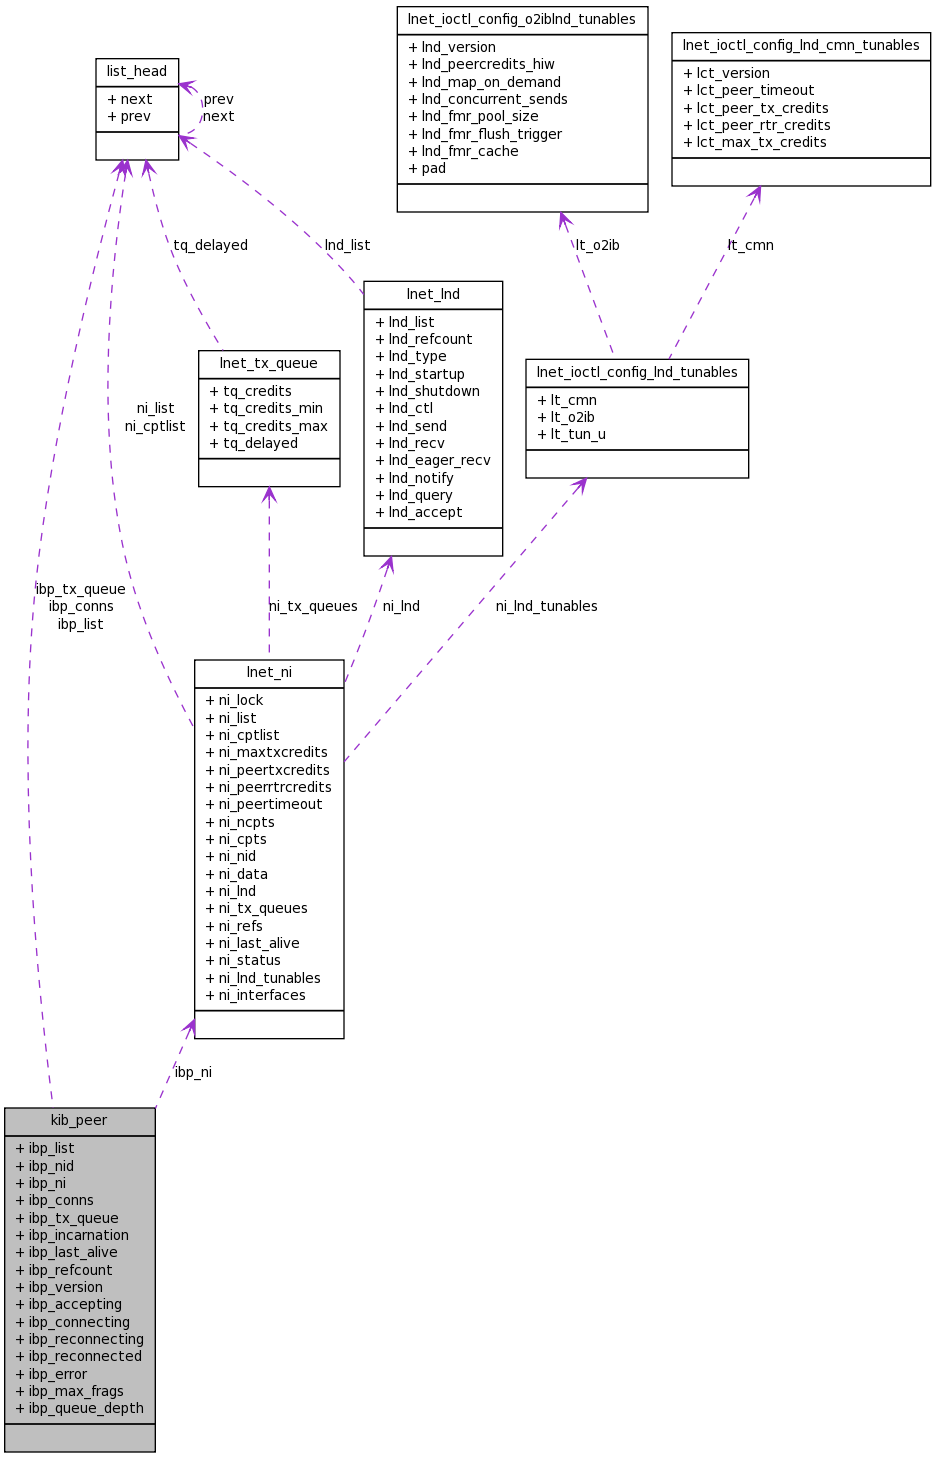 lnet_ioctl_config_o2iblnd_tunables
+ lnd_version
+ lnd_peercredits_hiw
+ lnd_map_on_demand
+ lnd_concurrent_sends
+ lnd_fmr_pool_size
+ lnd_fmr_flush_trigger
+ lnd_fmr_cache
+ pad
lnet_ioctl_config_lnd_cmn_tunables
+ lct_version
+ lct_peer_timeout
+ lct_peer_tx_credits
+ lct_peer_rtr_credits
+ lct_max_tx_credits
list_head
+ next
+ prev
prev
next
tq_delayed
lnd_list
lt_o2ib
lt_cmn
lnet_lnd
+ lnd_list
+ lnd_refcount
+ lnd_type
+ lnd_startup
+ lnd_shutdown
+ lnd_ctl
+ lnd_send
+ lnd_recv
+ lnd_eager_recv
+ lnd_notify
+ lnd_query
+ lnd_accept
lnet_tx_queue
+ tq_credits
+ tq_credits_min
+ tq_credits_max
+ tq_delayed
lnet_ioctl_config_lnd_tunables
+ lt_cmn
+ lt_o2ib
+ lt_tun_u
ni_list
ni_cptlist
ibp_tx_queue
ibp_conns
ibp_list
ni_tx_queues
ni_lnd
ni_lnd_tunables
lnet_ni
+ ni_lock
+ ni_list
+ ni_cptlist
+ ni_maxtxcredits
+ ni_peertxcredits
+ ni_peerrtrcredits
+ ni_peertimeout
+ ni_ncpts
+ ni_cpts
+ ni_nid
+ ni_data
+ ni_lnd
+ ni_tx_queues
+ ni_refs
+ ni_last_alive
+ ni_status
+ ni_lnd_tunables
+ ni_interfaces
ibp_ni
kib_peer
+ ibp_list
+ ibp_nid
+ ibp_ni
+ ibp_conns
+ ibp_tx_queue
+ ibp_incarnation
+ ibp_last_alive
+ ibp_refcount
+ ibp_version
+ ibp_accepting
+ ibp_connecting
+ ibp_reconnecting
+ ibp_reconnected
+ ibp_error
+ ibp_max_frags
+ ibp_queue_depth